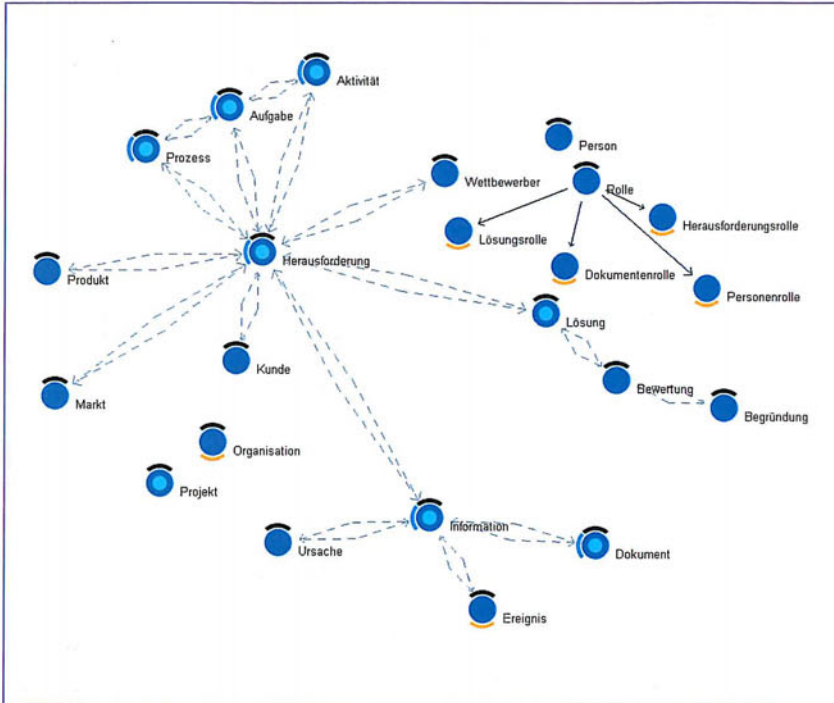 Aktivität
Aufgabe
Person
Prozess
Wettbewerber
Rolle
Herausforderungsrolle
Lösungsrolle
Herausforderung
Produkt
Dokumentenrolle
Personenrolle
Lösung
Kunde
Bewertung
Markt
Begründung
Organisation
Projekt
Information
Ursache
Dokument
Ereignis